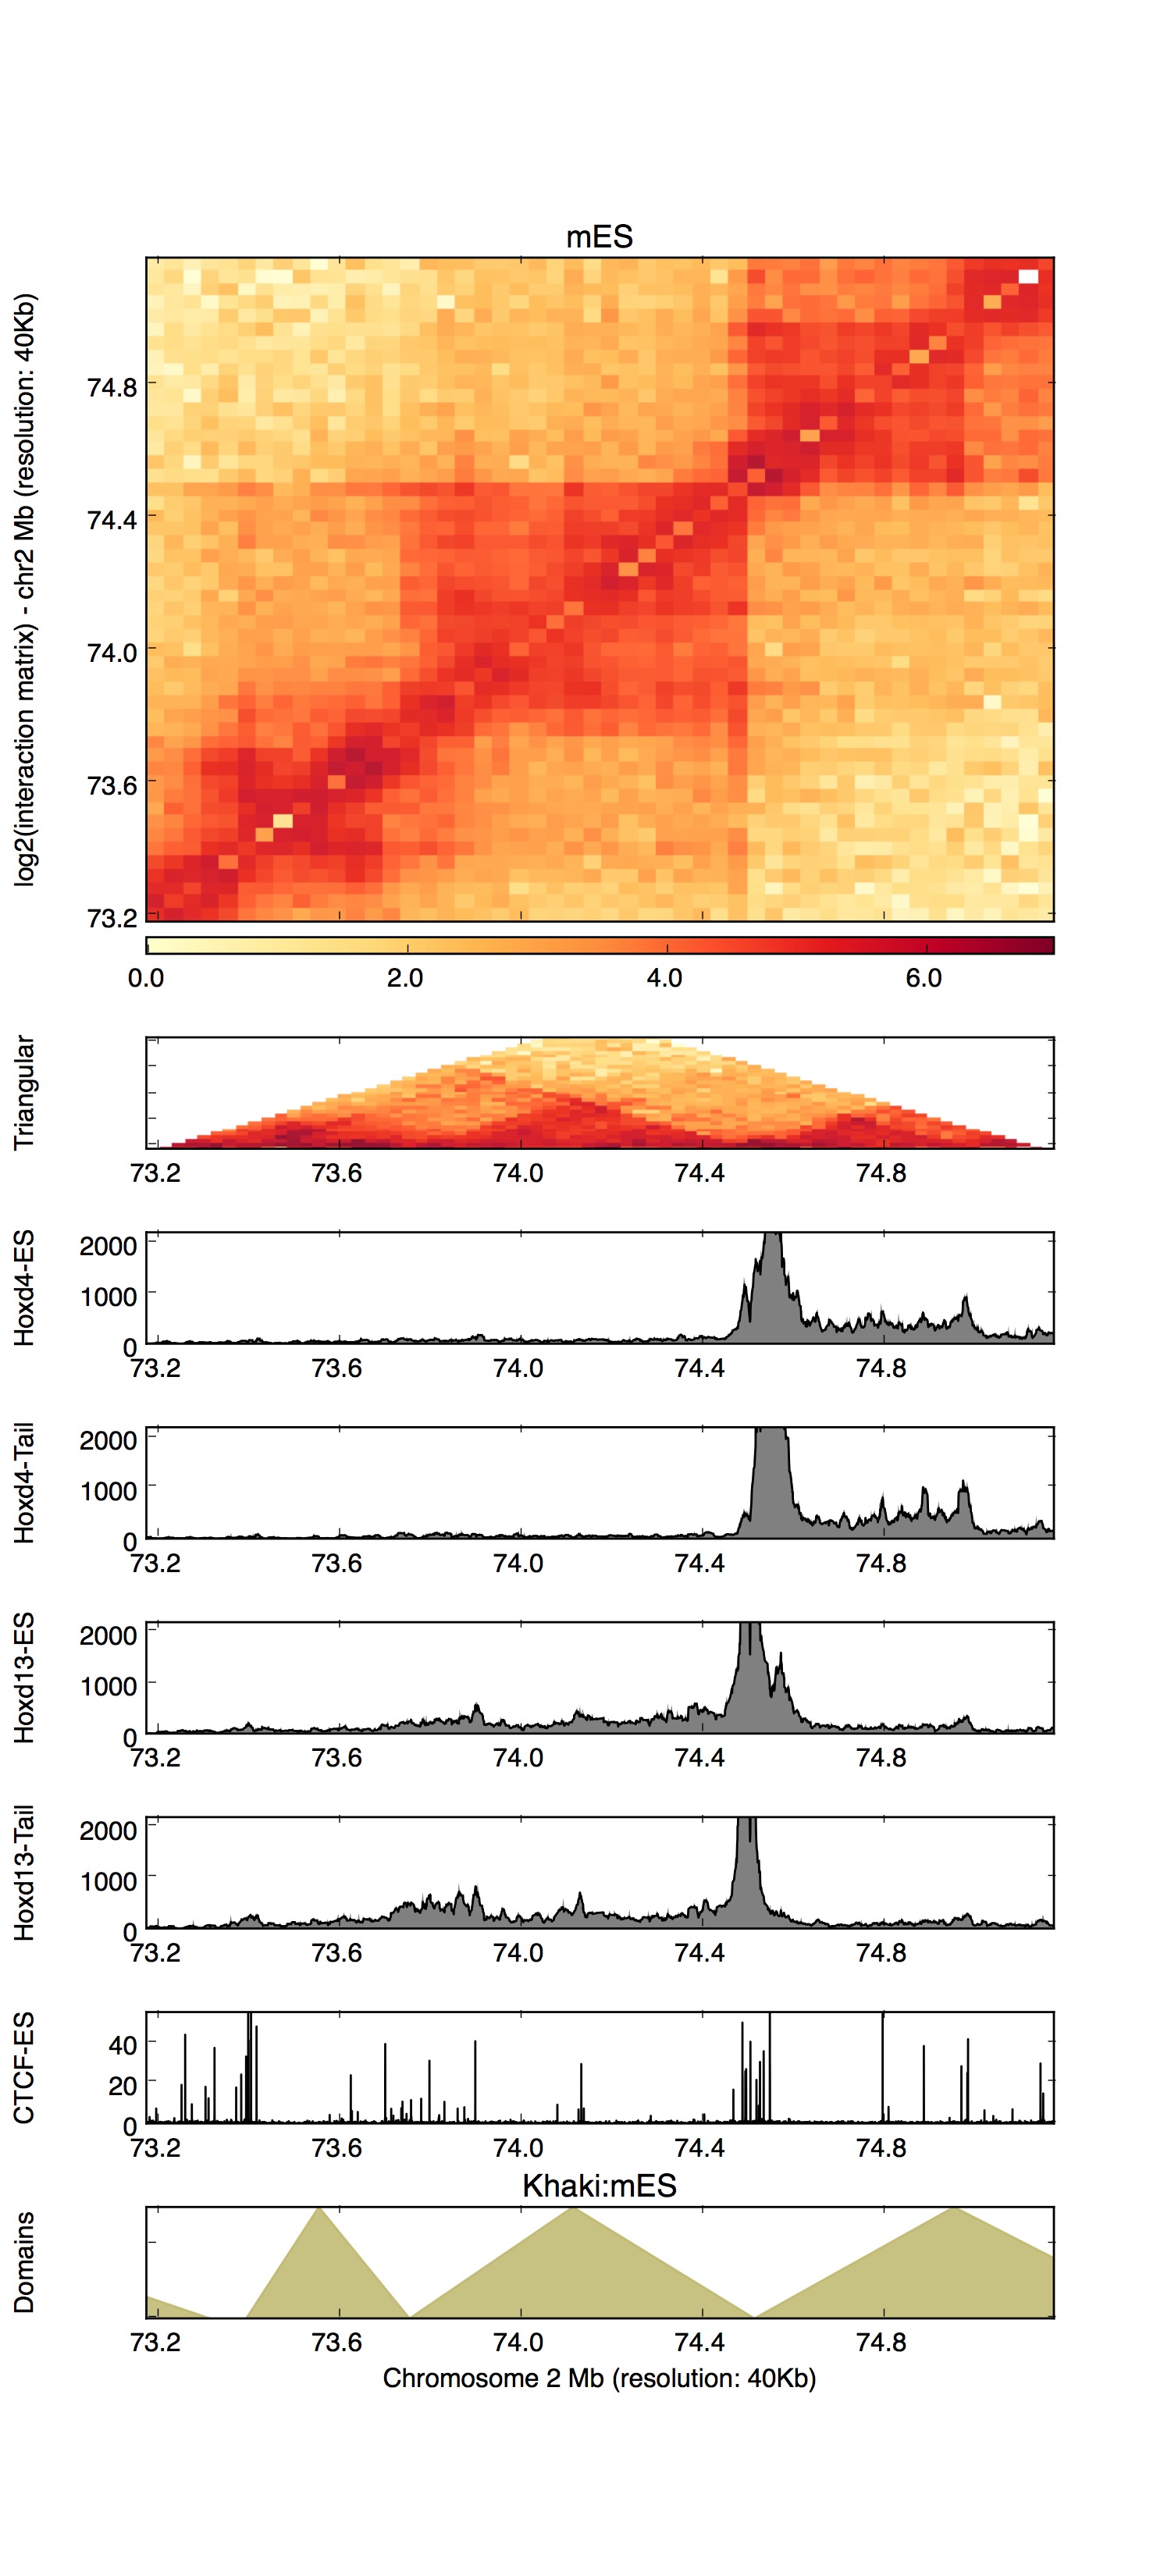 mES
log2(interaction matrix) - chr2 Mb (resolution: 40Kb)
74.8
74.4
74.0
73.6
73.2
0.0 2.0 4.0 6.0
Triangular
73.2 73.6 74.0 74.4 74.8
Hoxd4-ES
2000
1000
0
73.2 73.6 74.0 74.4 74.8
Hoxd4-Tail
2000
1000
0
73.2 73.6 74.0 74.4 74.8
Hoxd13-ES
2000
1000
0
73.2 73.6 74.0 74.4 74.8
Hoxd13-Tail
2000
1000
0
73.2 73.6 74.0 74.4 74.8
CTCF-ES
40
20
0
73.2 73.6 74.0 74.4 74.8
Khaki:mES
Domains
73.2 73.6 74.0 74.4 74.8
Chromosome 2 Mb (resolution: 40Kb)